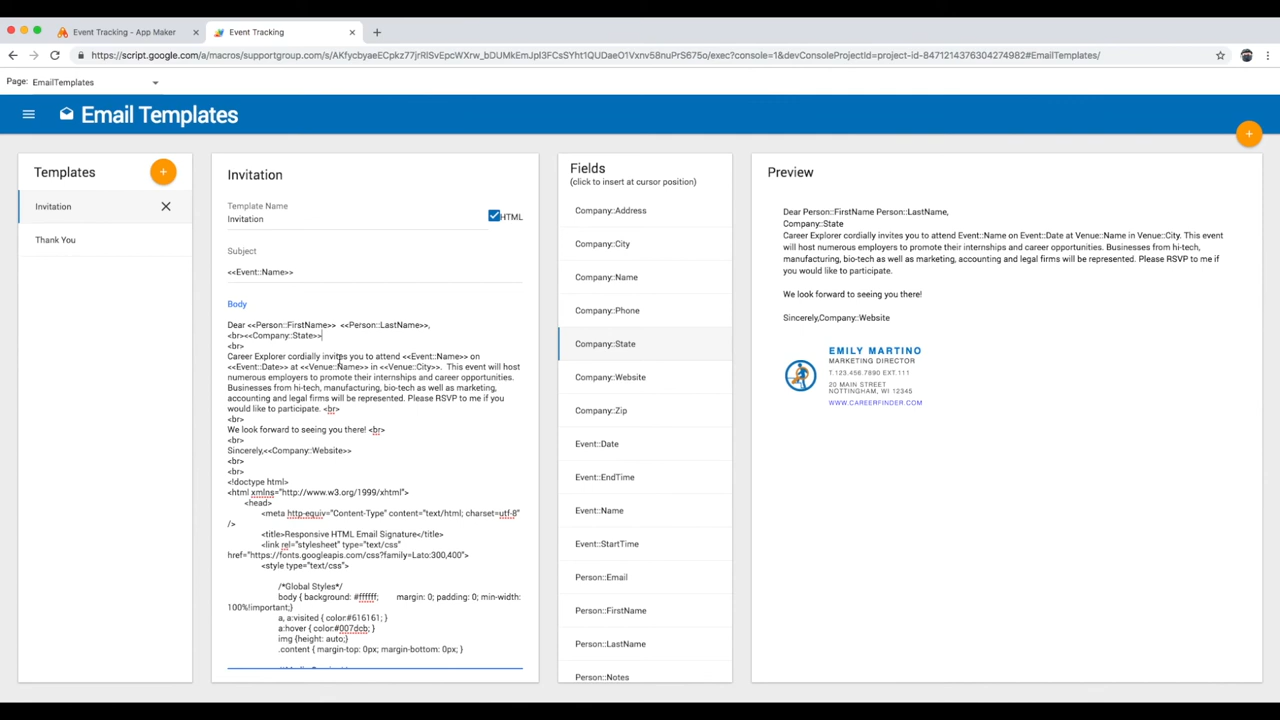 Event Tracking - App Maker
Event Tracking
https://script.google.com/a/macros/supportgroup.com/s/AKfycbyaeECpkz77jrRISvEpcWXrw_bDUMkEmJpI3FCsSYht1QUDaeO1Vxnv58nuPrS675o/exec?console=1&devConsoleProjectId=project-id-8471214376304274982#EmailTemplates/
Page: EmailTemplates
Email Templates
Templates
Invitation
Thank You
Invitation
Template Name
Invitation
HTML
Subject
<<Event::Name>>
Body
Dear <<Person::FirstName>>  <<Person::LastName>>,
<br><<Company::State>>
<br>
Career Explorer cordially invites you to attend <<Event::Name>> on
<<Event::Date>> at <<Venue::Name>> in <<Venue::City>>.  This event will host
numerous employers to promote their internships and career opportunities.
Businesses from hi-tech, manufacturing, bio-tech as well as marketing,
accounting and legal firms will be represented. Please RSVP to me if you
would like to participate. <br>
<br>
We look forward to seeing you there! <br>
<br>
Sincerely,<<Company::Website>>
<br>
<br>
<!doctype html>
<html xmlns="http://www.w3.org/1999/xhtml">
<head>
<meta http-equiv="Content-Type" content="text/html; charset=utf-8"
/>
<title>Responsive HTML Email Signature</title>
<link rel="stylesheet" type="text/css"
href="https://fonts.googleapis.com/css?family=Lato:300,400">
<style type="text/css">
/*Global Styles*/
body { background: #ffffff; margin: 0; padding: 0; min-width:
100%!important;}
a, a:visited { color:#616161; }
a:hover { color:#007dcb; }
img {height: auto;}
.content { margin-top: 0px; margin-bottom: 0px; }
Fields
(click to insert at cursor position)
Company::Address
Company::City
Company::Name
Company::Phone
Company::State
Company::Website
Company::Zip
Event::Date
Event::EndTime
Event::Name
Event::StartTime
Person::Email
Person::FirstName
Person::LastName
Person::Notes
Preview
Dear Person::FirstName Person::LastName,
Company::State
Career Explorer cordially invites you to attend Event::Name on Event::Date at Venue::Name in Venue::City. This event
will host numerous employers to promote their internships and career opportunities. Businesses from hi-tech,
manufacturing, bio-tech as well as marketing, accounting and legal firms will be represented. Please RSVP to me if
you would like to participate.
We look forward to seeing you there!
Sincerely,Company::Website
EMILY MARTINO
MARKETING DIRECTOR
T.123.456.7890 EXT.111
20 MAIN STREET
NOTTINGHAM, WI 12345
WWW.CAREERFINDER.COM